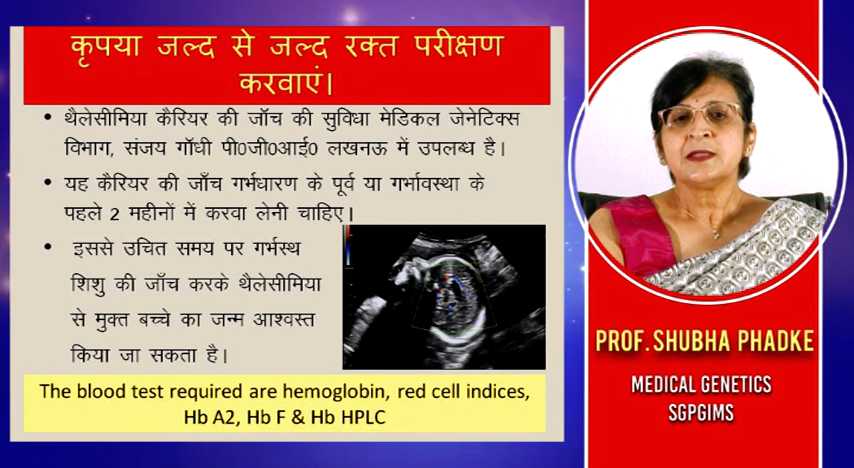 कृपया जल्द से जल्द रक्त परीक्षण
करवाएं।
• थैलेसीमिया कैरियर की जॉच की सुविधा मेडिकल जेनेटिक्स
विभाग, संजय गॉधी पी0जी0आई0 लखनऊ में उपलब्ध है।
• यह कैरियर की जाँच गर्भधारण के पूर्व या गर्भावस्था के
पहले 2 महीनों में करवा लेनी चाहिए।
• इससे उचित समय पर गर्भस्थ
शिशु की जाँच करके थैलेसीमिया
से मुक्त बच्चे का जन्म आश्वस्त
किया जा सकता है।
The blood test required are hemoglobin, red cell indices,
Hb A2, Hb F & Hb HPLC
PROF. SHUBHA PHADKE
MEDICAL GENETICS
SGPGIMS